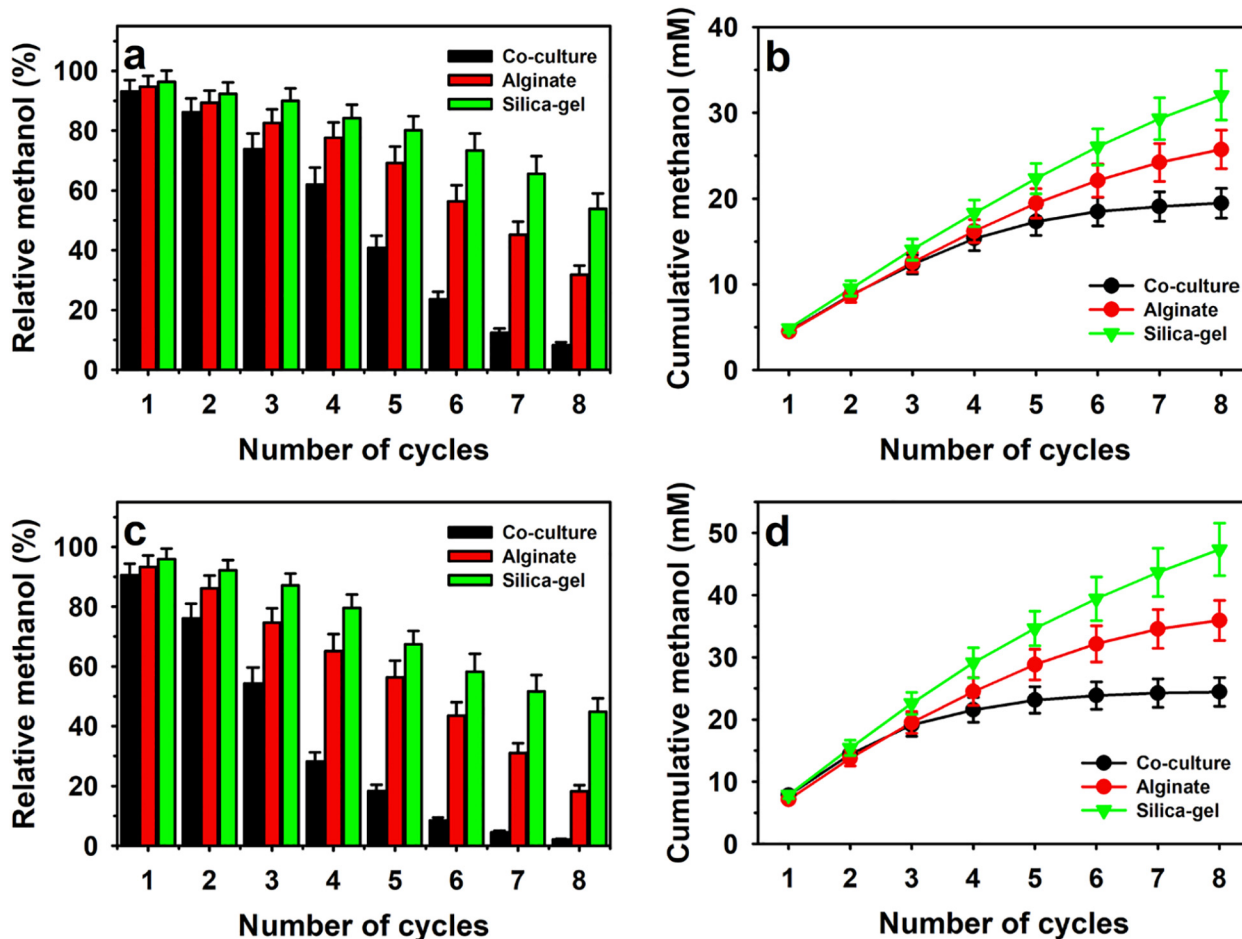 a
Relative methanol (%)
100
80
60
40
20
0
Co-culture
Alginate
Silica-gel
1 2 3 4 5 6 7 8
Number of cycles
b
Cumulative methanol (mM)
40
30
20
10
0
Co-culture
Alginate
Silica-gel
1 2 3 4 5 6 7 8
Number of cycles
c
Relative methanol (%)
100
80
60
40
20
0
Co-culture
Alginate
Silica-gel
1 2 3 4 5 6 7 8
Number of cycles
d
Cumulative methanol (mM)
50
40
30
20
10
0
Co-culture
Alginate
Silica-gel
1 2 3 4 5 6 7 8
Number of cycles